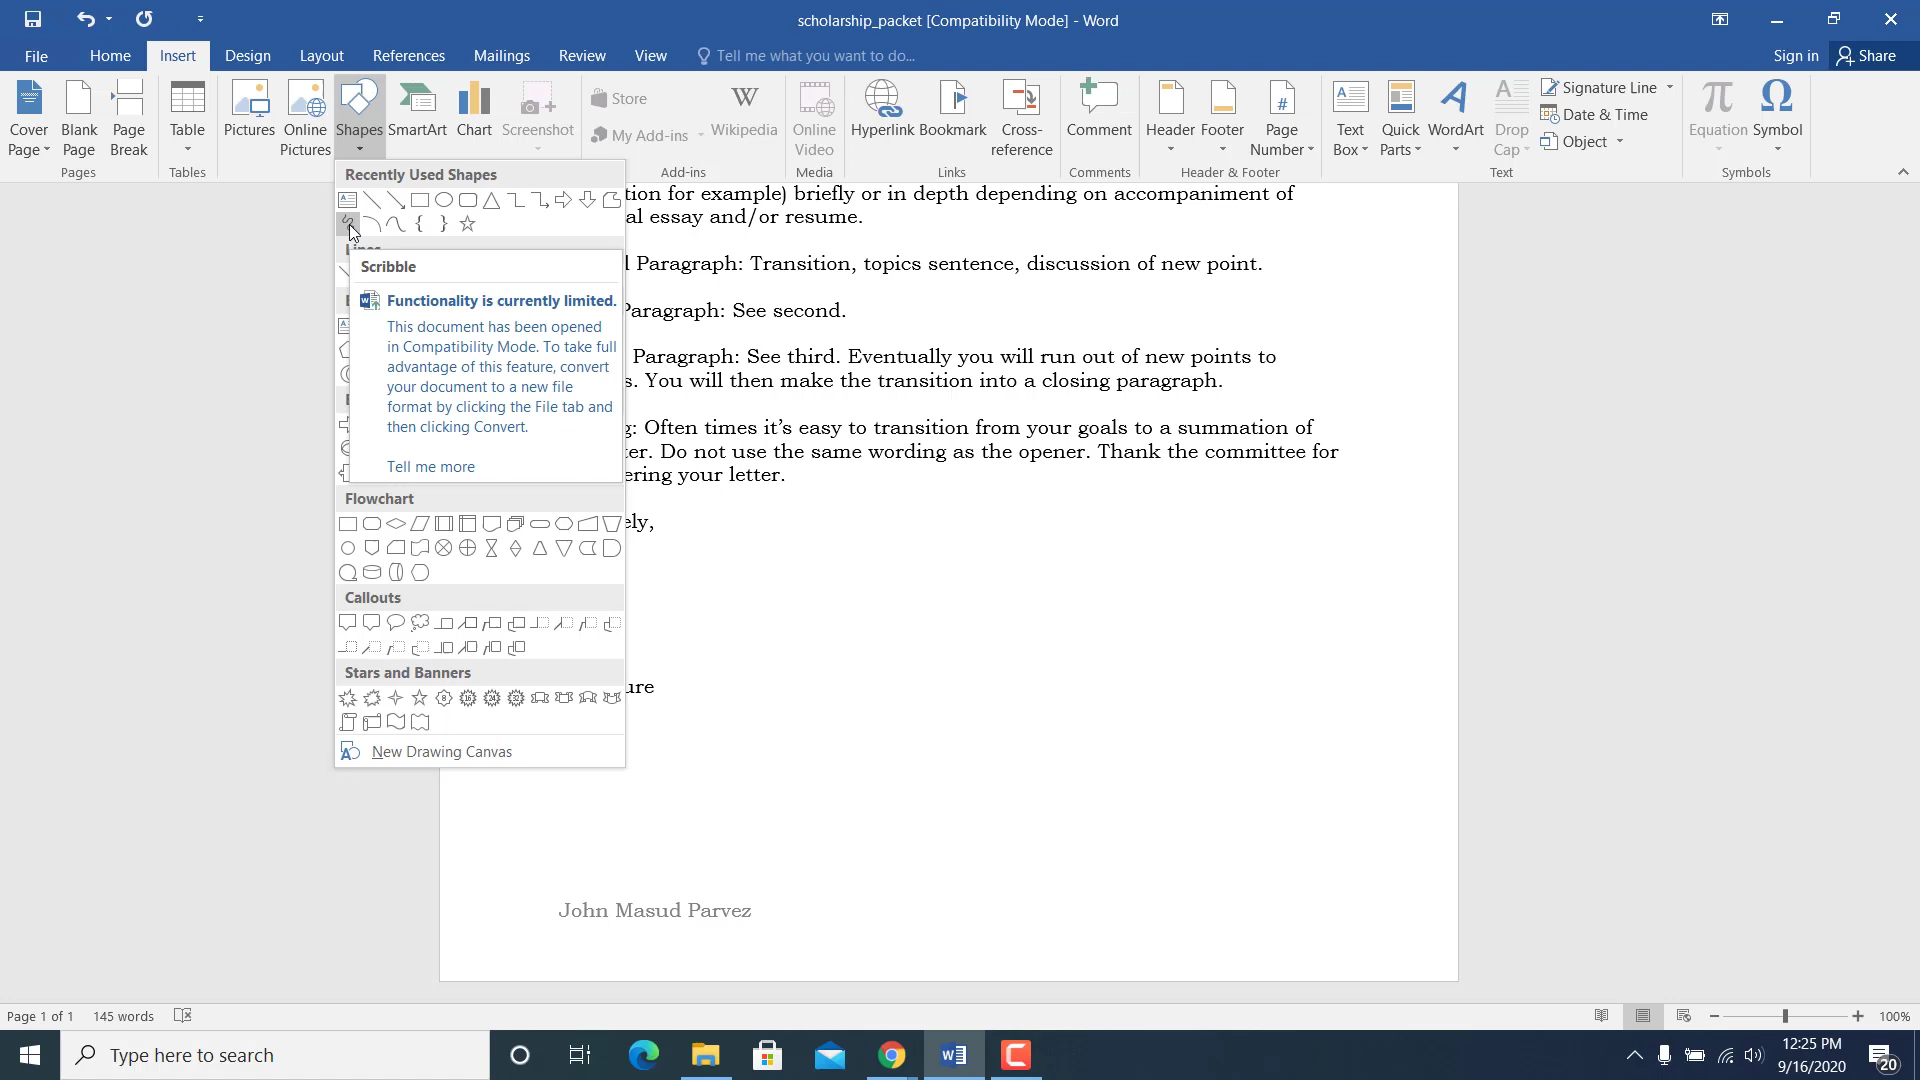 scholarship_packet [Compatibility Mode] - Word
File Home Insert Design Layout References Mailings Review View Tell me what you want to do... Sign in Share
Cover Page
Blank Page
Page Break
Pages
Table
Tables
Pictures
Online Pictures
Shapes
SmartArt
Chart
Screenshot
Store
My Add-ins
Wikipedia
Add-ins
Online Video
Media
Hyperlink
Bookmark
Cross-reference
Links
Comment
Comments
Header
Footer
Page Number
Header & Footer
Text Box
Quick Parts
WordArt
Drop Cap
Signature Line
Date & Time
Object
Text
Equation
Symbol
Symbols
Recently Used Shapes
Lines
Scribble
Functionality is currently limited.
This document has been opened
in Compatibility Mode. To take full
advantage of this feature, convert
your document to a new file
format by clicking the File tab and
then clicking Convert.
Tell me more
Flowchart
Callouts
Stars and Banners
New Drawing Canvas
tion for example) briefly or in depth depending on accompaniment of
al essay and/or resume.
l Paragraph: Transition, topics sentence, discussion of new point.
Paragraph: See second.
Paragraph: See third. Eventually you will run out of new points to
s. You will then make the transition into a closing paragraph.
g: Often times it’s easy to transition from your goals to a summation of
ter. Do not use the same wording as the opener. Thank the committee for
ering your letter.
ely,
ure
John Masud Parvez
Page 1 of 1 145 words 100%
Type here to search
12:25 PM
9/16/2020
20